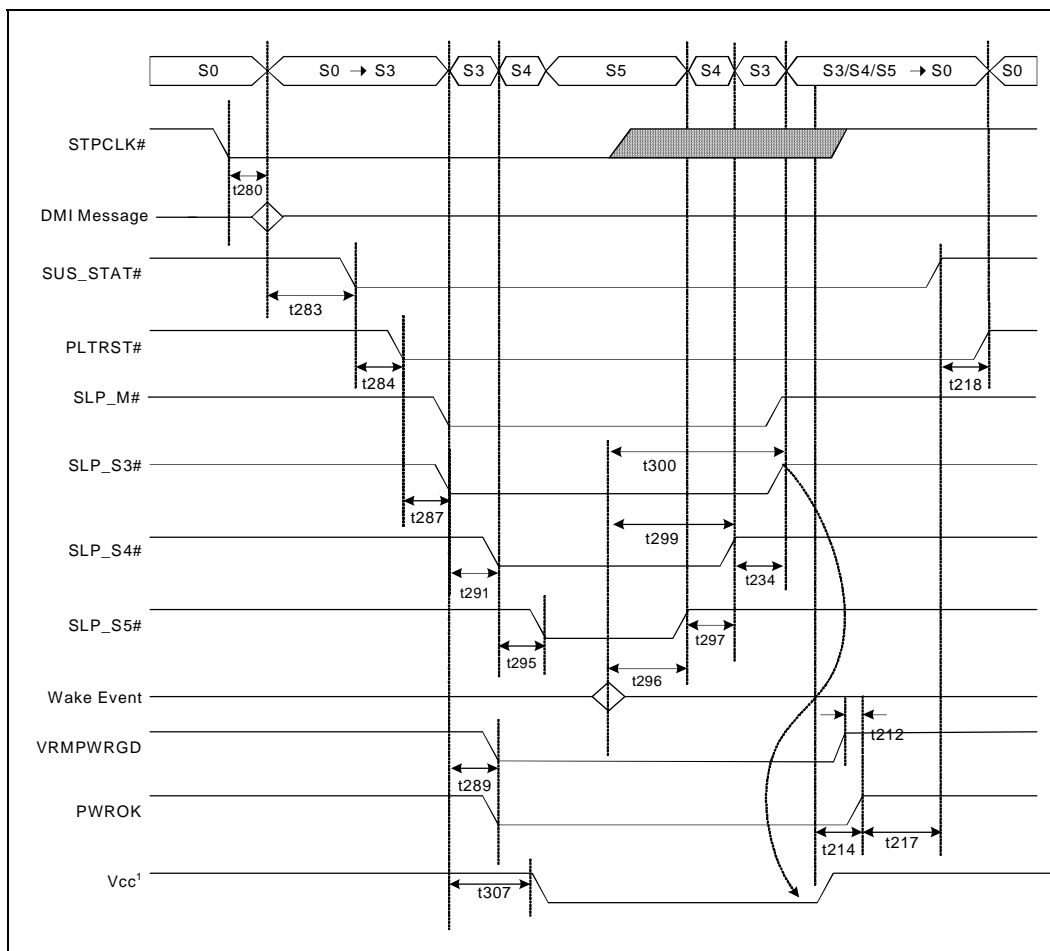 S0
S0 → S3
S3
S4
S5
S4
S3
S3/S4/S5 → S0
S0
STPCLK#
t280
DMI Message
SUS_STAT#
t283
PLTRST#
t284
t218
SLP_M#
SLP_S3#
t300
t287
SLP_S4#
t299
t291
t234
SLP_S5#
t295
t297
t296
Wake Event
VRMPWRGD
t212
t289
PWROK
t214
t217
Vcc¹
t307